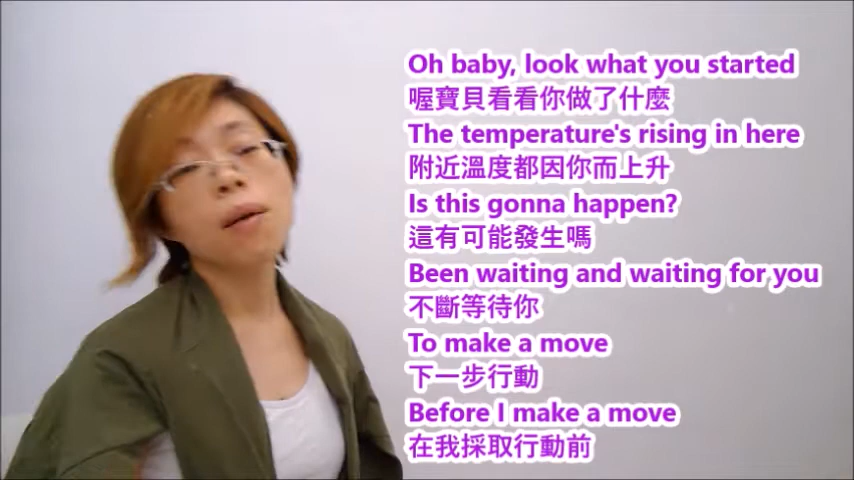 Oh baby, look what you started
喔寶貝看看你做了什麼
The temperature's rising in here
附近溫度都因你而上升
Is this gonna happen?
這有可能發生嗎
Been waiting and waiting for you
不斷等待你
To make a move
下一步行動
Before I make a move
在我採取行動前